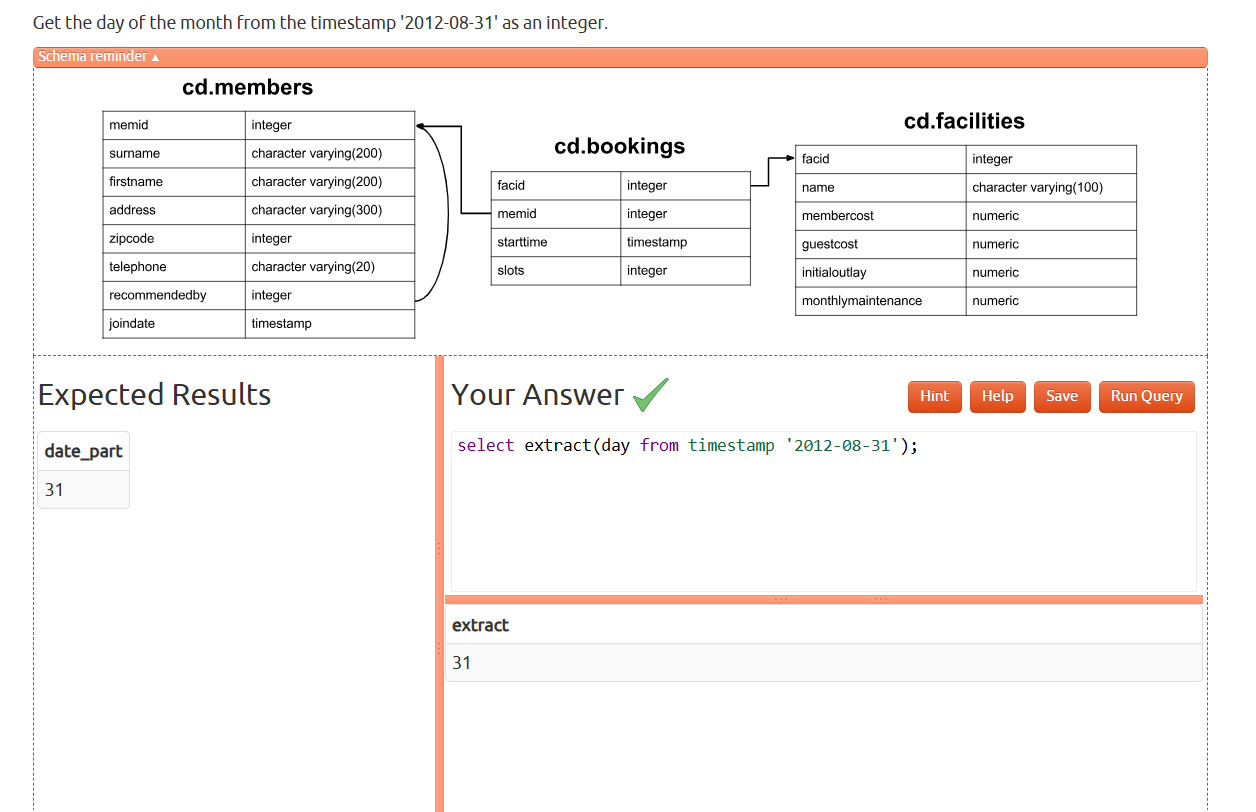 Get the day of the month from the timestamp '2012-08-31' as an integer.
Schema reminder ▴
cd.members
memid integer
surname character varying(200)
firstname character varying(200)
address character varying(300)
zipcode integer
telephone character varying(20)
recommendedby integer
joindate timestamp
cd.bookings
facid integer
memid integer
starttime timestamp
slots integer
cd.facilities
facid integer
name character varying(100)
membercost numeric
guestcost numeric
initialoutlay numeric
monthlymaintenance numeric
Expected Results
date_part
31
Your Answer
Hint Help Save Run Query
select extract(day from timestamp '2012-08-31');
extract
31